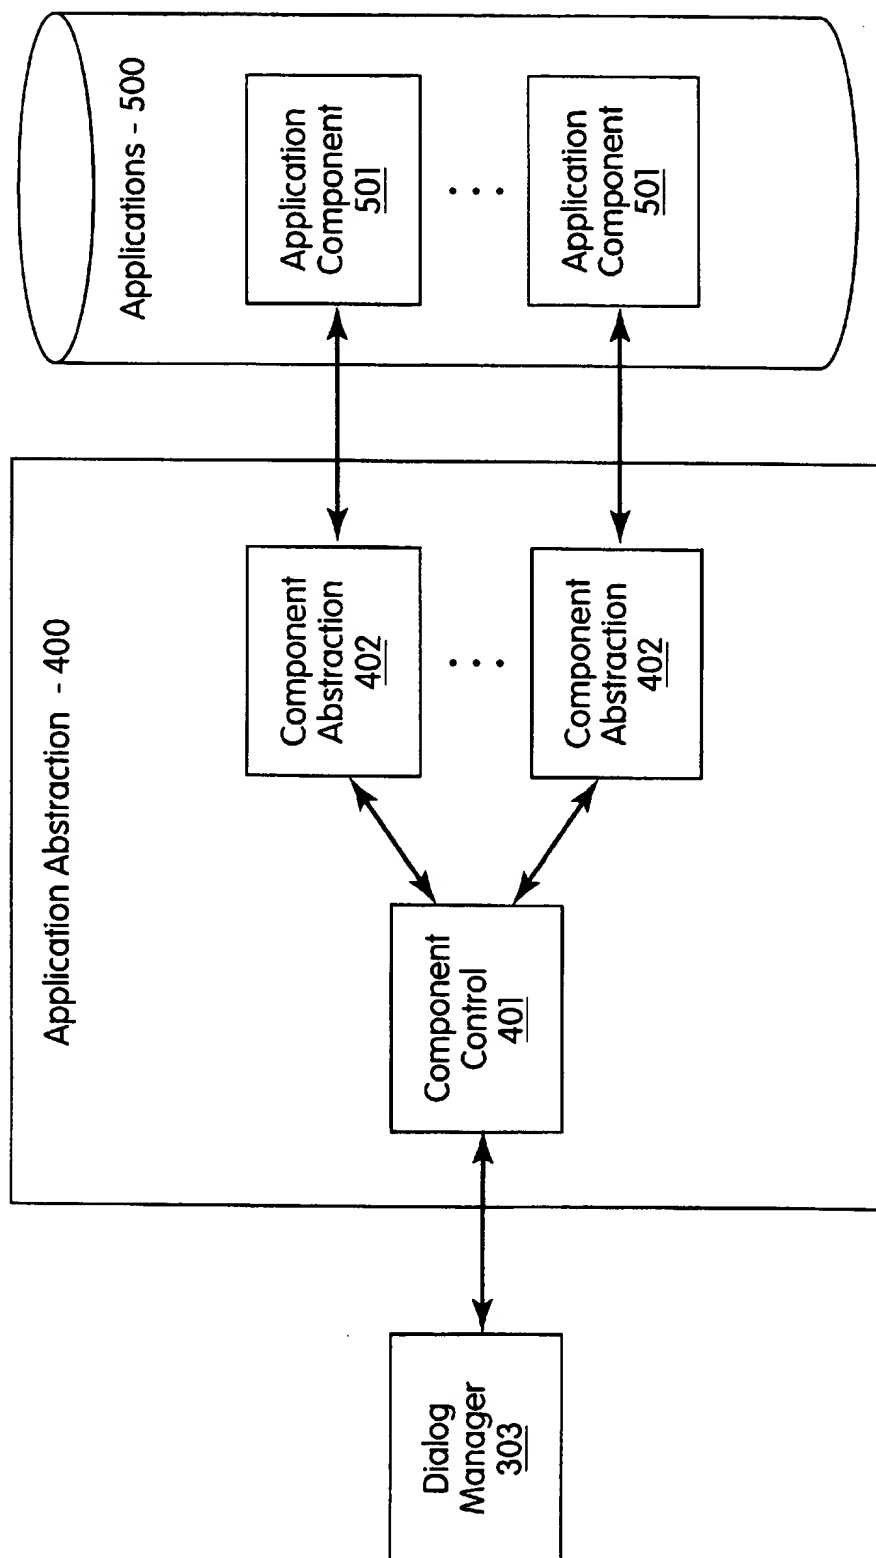 Applications - 500
Application
Component
501
. . .
Application
Component
501
Application Abstraction - 400
Component
Abstraction
402
. . .
Component
Abstraction
402
Component
Control
401
Dialog
Manager
303